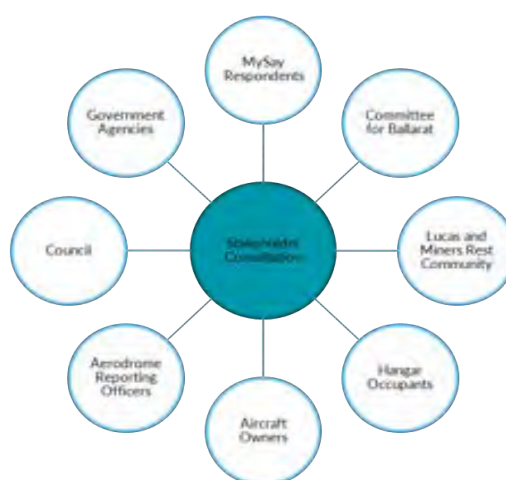 MySay
Respondents
Committee
for Ballarat
Lucas and
Miners Rest
Community
Hangar
Occupants
Aircraft
Owners
Aerodrome
Reporting
Officers
Council
Government
Agencies
Stakeholder
Consultation